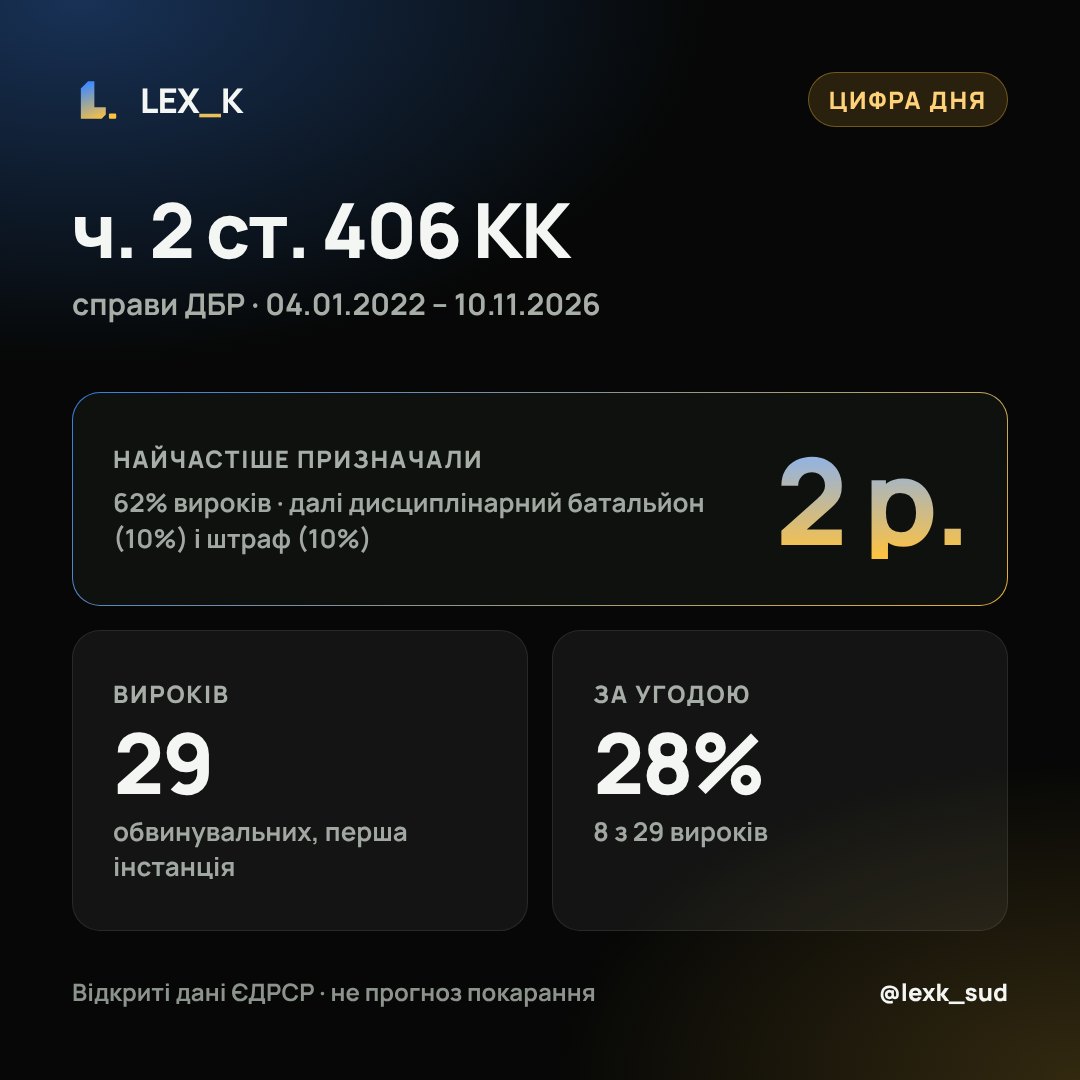 L.
LEX_K
ЦИФРА ДНЯ
ч. 2 ст. 406 КК
справи ДБР · 04.01.2022 – 10.11.2026
НАЙЧАСТІШЕ ПРИЗНАЧАЛИ
62% вироків · далі дисциплінарний батальйон
(10%) і штраф (10%)
2 р.
ВИРОКІВ
29
обвинувальних, перша
інстанція
ЗА УГОДОЮ
28%
8 з 29 вироків
Відкриті дані ЄДРСР · не прогноз покарання
@lexk_sud